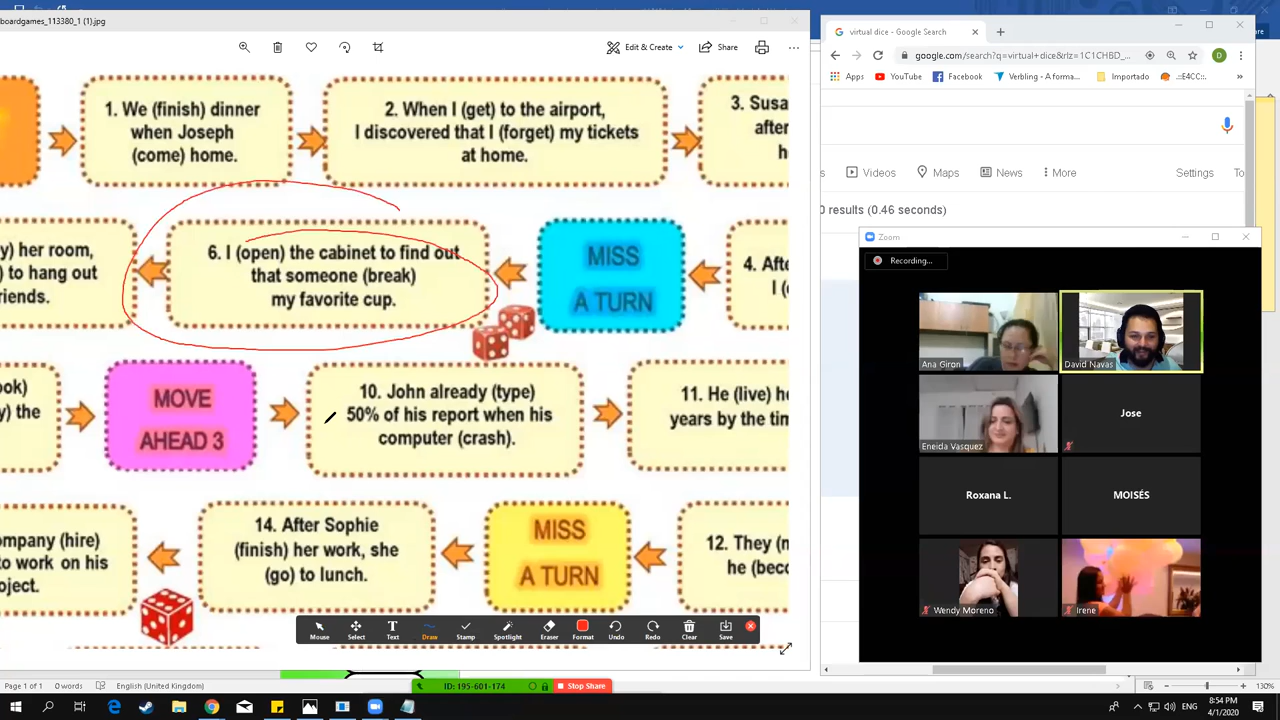 boardgames_113380_1 (1).jpg
Edit & Create
Share
1. We (finish) dinner
when Joseph
(come) home.
2. When I (get) to the airport,
I discovered that I (forget) my tickets
at home.
3. Susa
after
h
y) her room,
) to hang out
riends.
6. I (open) the cabinet to find out
that someone (break)
my favorite cup.
MISS
A TURN
4. Afte
I (
ook)
y) the
MOVE
AHEAD 3
10. John already (type)
50% of his report when his
computer (crash).
11. He (live) he
years by the tim
ompany (hire)
to work on his
oject.
14. After Sophie
(finish) her work, she
(go) to lunch.
MISS
A TURN
12. They (n
he (beco
Mouse
Select
Text
Draw
Stamp
Spotlight
Eraser
Format
Undo
Redo
Clear
Save
ID: 195-601-174
Stop Share
Page 1 of 1
0 words
English (United Kingdom)
130%
ENG
8:54 PM
4/1/2020
virtual dice - Google Search
google.com/search?q=virtual+dice&rlz=1C1CHBD_...
D
Apps
YouTube
Facebook
Verbling - A forma...
Importado
.::E4CC::.
Videos
Maps
News
More
Settings
To
0 results (0.46 seconds)
Zoom
Recording...
Ana Giron
David Navas
Eneida Vasquez
Jose
Roxana L.
MOISÉS
Wendy Moreno
Irene